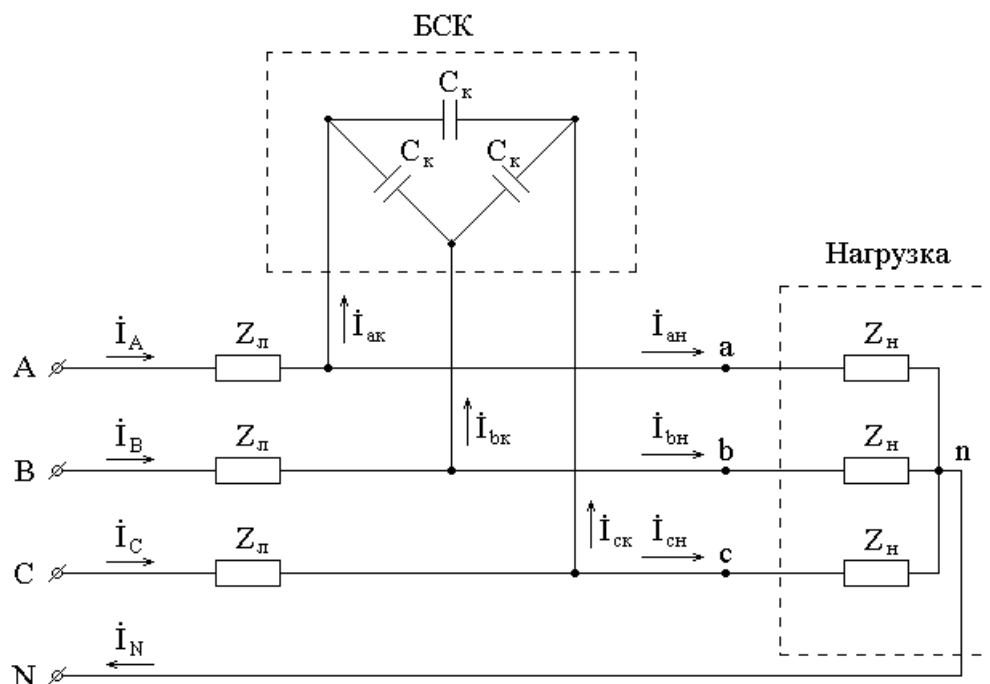 БСК
Cк
Cк Cк
Нагрузка
İA Zл İaк İaн a Zн
A
İB Zл İbк İbн b Zн n
B
İC Zл İcк İcн c Zн
C
İN
N